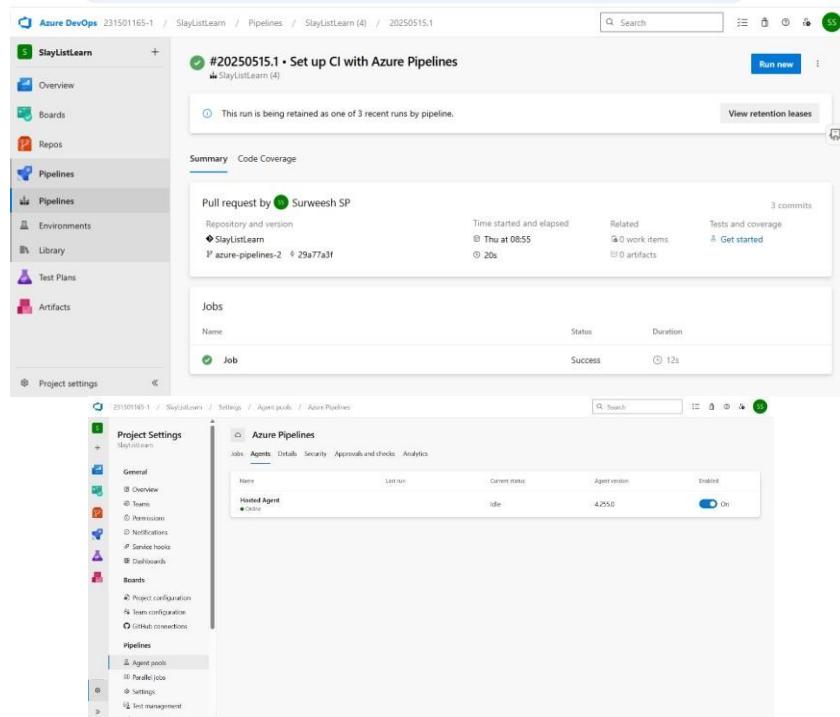 Azure DevOps 231501165-1 / SlayListLearn / Pipelines / SlayListLearn (4) / 20250515.1
Search
SS
S SlayListLearn +
Overview
Boards
Repos
Pipelines
Pipelines
Environments
Library
Test Plans
Artifacts
Project settings «
#20250515.1 • Set up CI with Azure Pipelines
SlayListLearn (4)
Run new
This run is being retained as one of 3 recent runs by pipeline.
View retention leases
Summary Code Coverage
Pull request by SS Surweesh SP
3 commits
Repository and version Time started and elapsed Related Tests and coverage
SlayListLearn Thu at 08:55 0 work items Get started
azure-pipelines-2 29a77a3f 20s 0 artifacts
Jobs
Name Status Duration
Job Success 12s
231501165-1 / SlayListLearn / Settings / Agent pools / Azure Pipelines
Search
SS
S
+
»
Project Settings
SlayListLearn
General
Overview
Teams
Permissions
Notifications
Service hooks
Dashboards
Boards
Project configuration
Team configuration
GitHub connections
Pipelines
Agent pools
Parallel jobs
Settings
Test management
Azure Pipelines
Jobs Agents Details Security Approvals and checks Analytics
Name Last run Current status Agent version Enabled
Hosted Agent Idle 4.255.0 On
Online